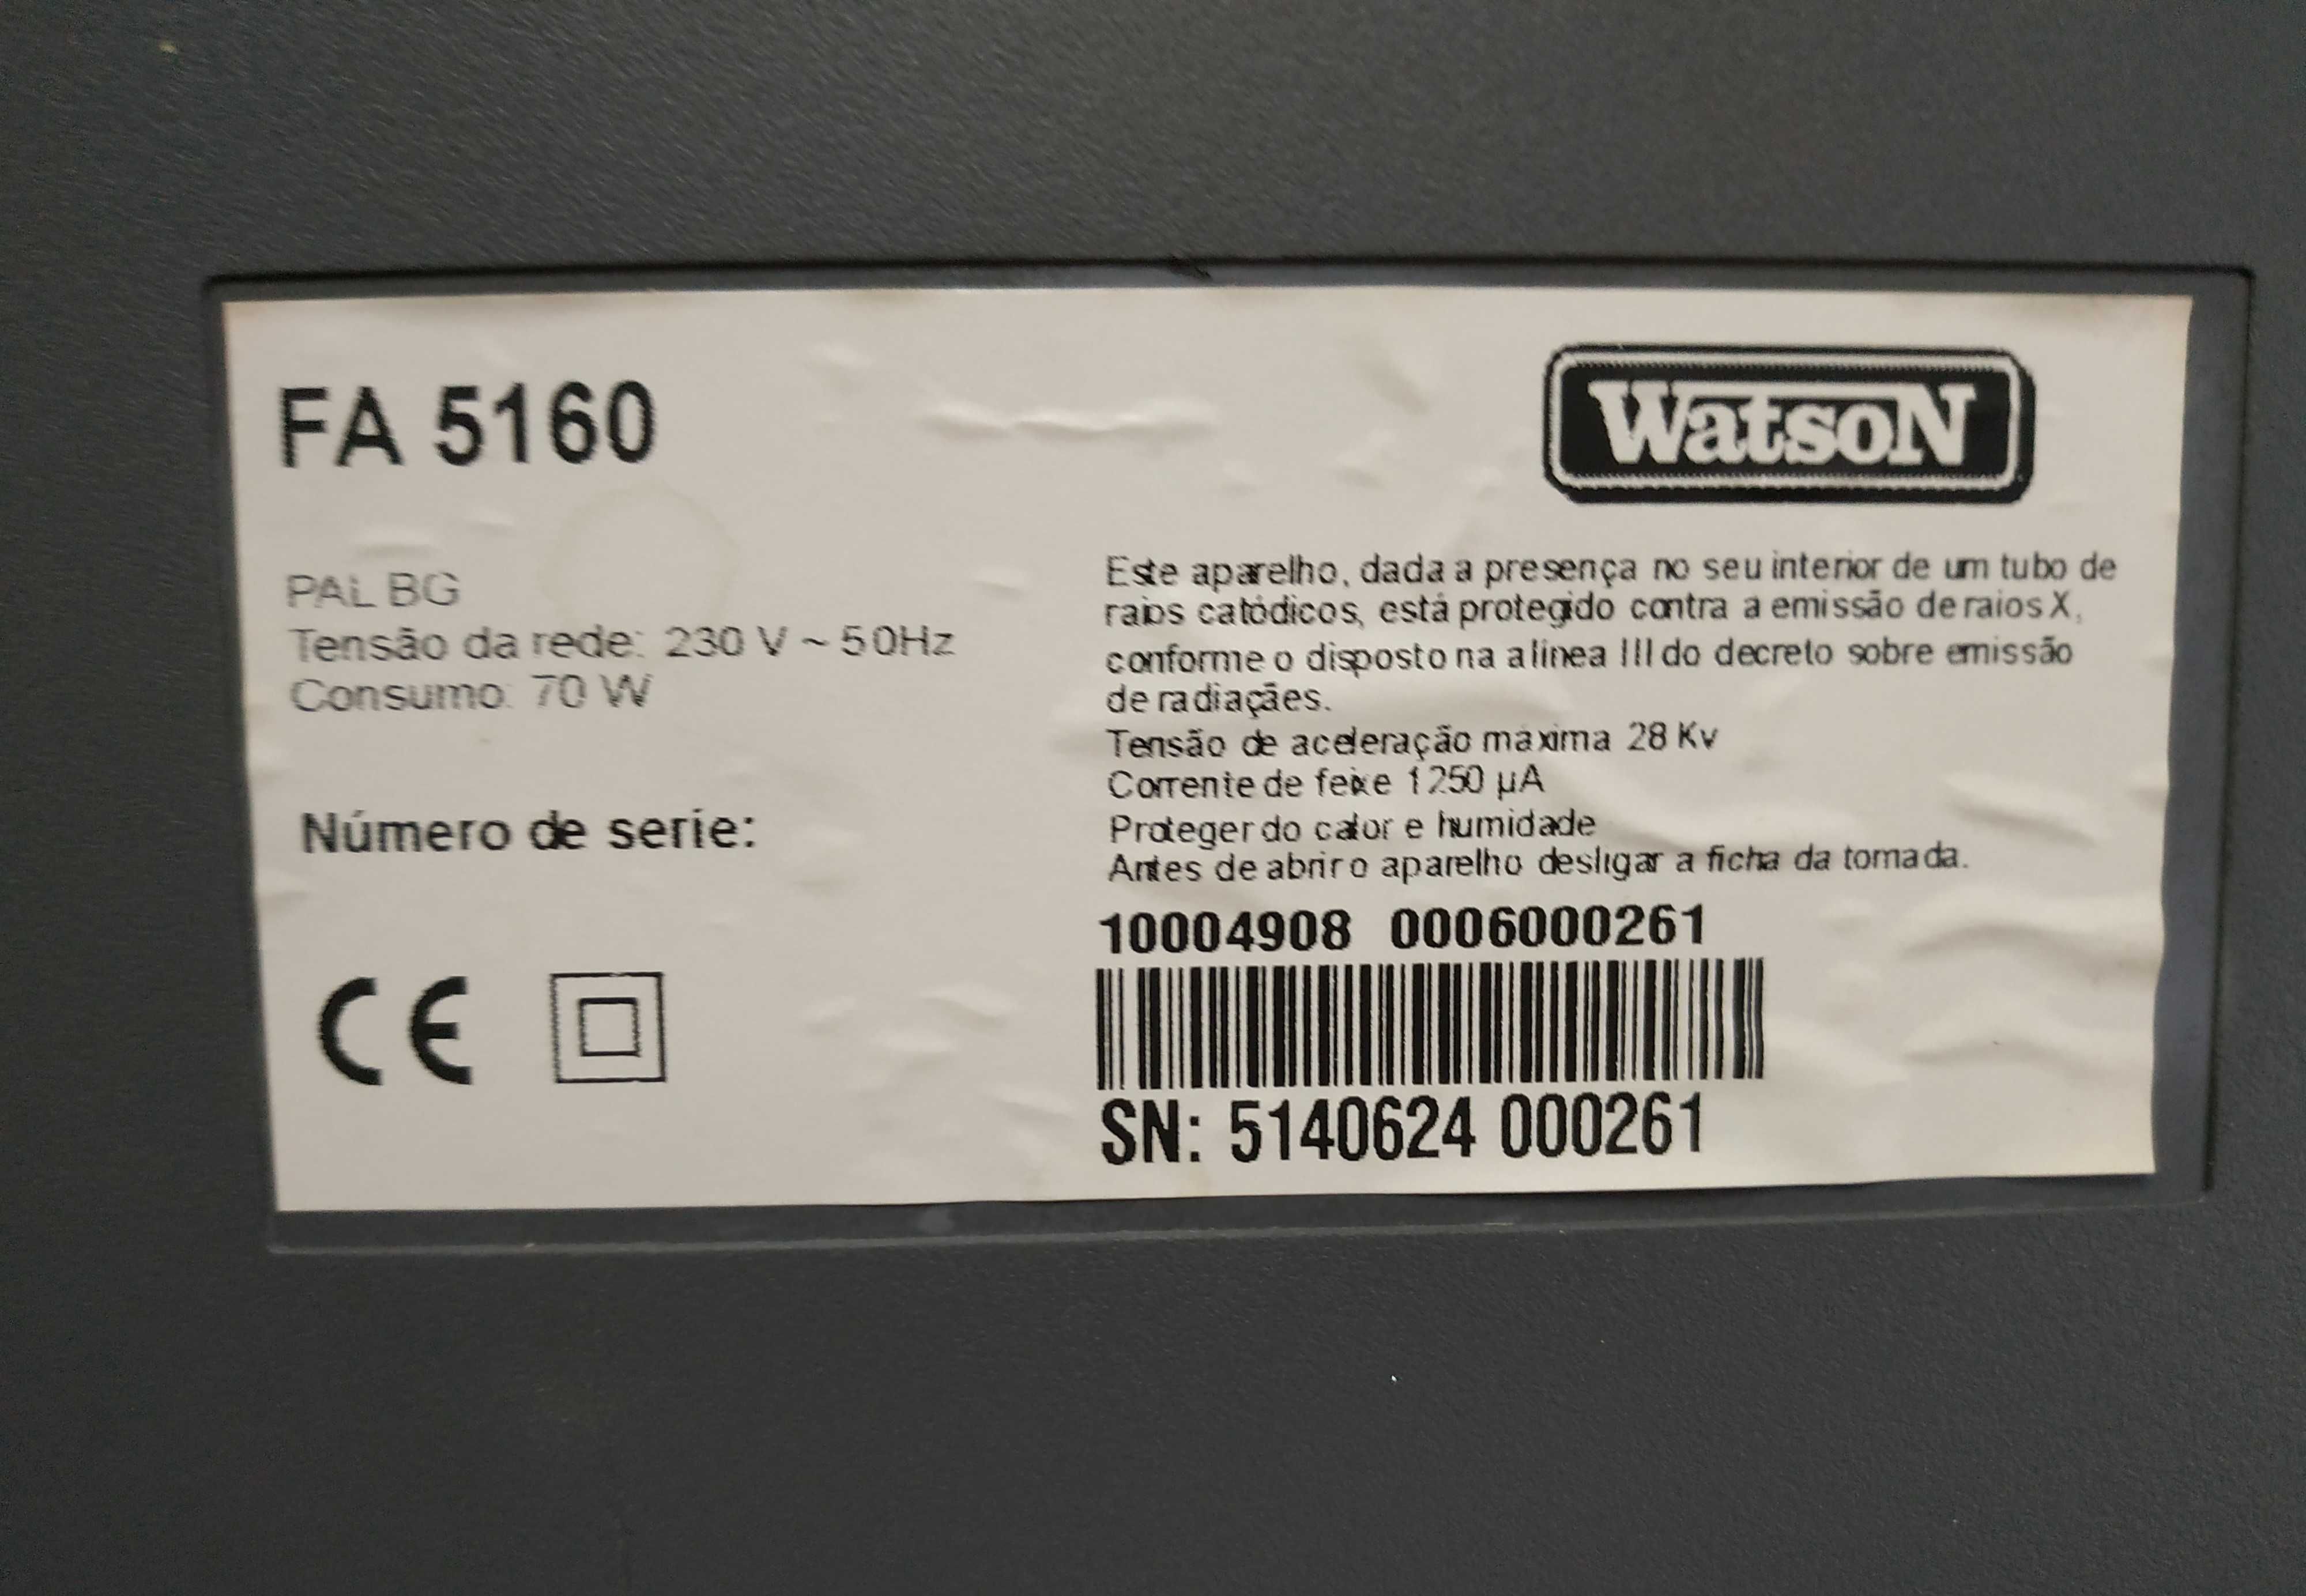 FA 5160
WatsoN
PAL BG
Tensão da rede: 230 V ~ 50Hz
Consumo: 70 W
Número de serie:
CE
Este aparelho, dada a presença no seu interior de um tubo de
raios catódicos, está protegido contra a emissão de raios X,
conforme o disposto na alinea III do decreto sobre emissão
de radiações.
Tensão de aceleração maxima 28 Kv
Corrente de feixe 1250 µA
Proteger do calor e humidade
Antes de abrir o aparelho desligar a ficha da tomada.
10004908 0006000261
SN: 5140624 000261